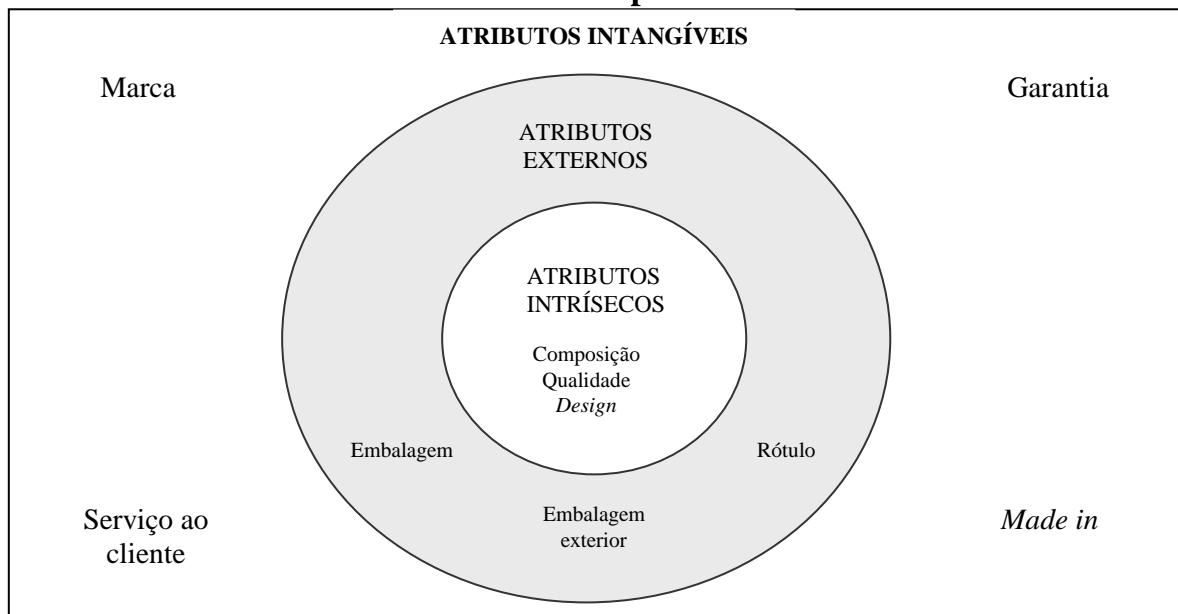 ATRIBUTOS INTANGÍVEIS
Marca
Garantia
ATRIBUTOS
EXTERNOS
ATRIBUTOS
INTRÍSECOS
Composição
Qualidade
Design
Embalagem
Rótulo
Embalagem
exterior
Serviço ao
cliente
Made in